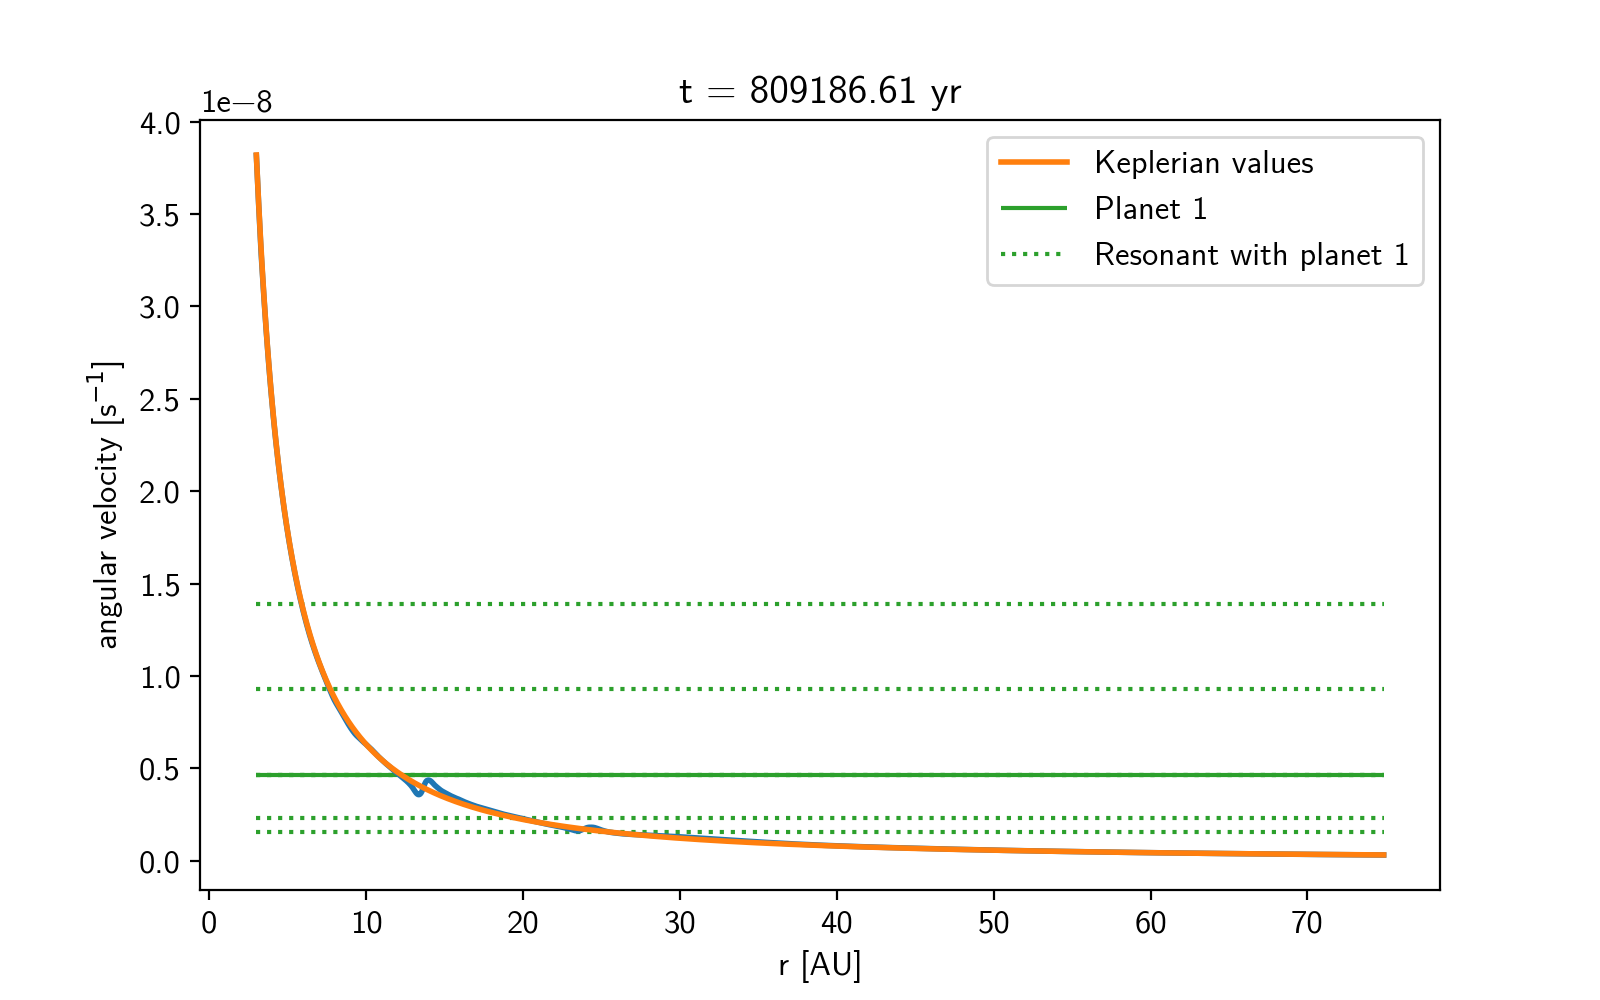 t = 809186.61 yr
1e−8
4.0
3.5
3.0
2.5
2.0
1.5
1.0
0.5
0.0
angular velocity [s⁻¹]
Keplerian values
Planet 1
Resonant with planet 1
0 10 20 30 40 50 60 70
r [AU]